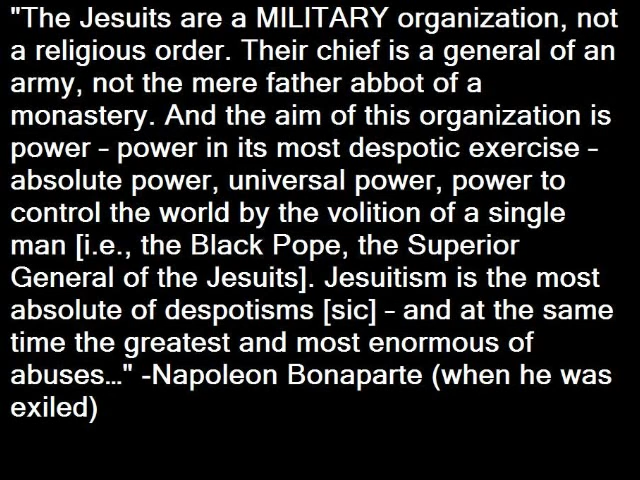 "The Jesuits are a MILITARY organization, not
a religious order. Their chief is a general of an
army, not the mere father abbot of a
monastery. And the aim of this organization is
power – power in its most despotic exercise –
absolute power, universal power, power to
control the world by the volition of a single
man [i.e., the Black Pope, the Superior
General of the Jesuits]. Jesuitism is the most
absolute of despotisms [sic] – and at the same
time the greatest and most enormous of
abuses…" -Napoleon Bonaparte (when he was
exiled)